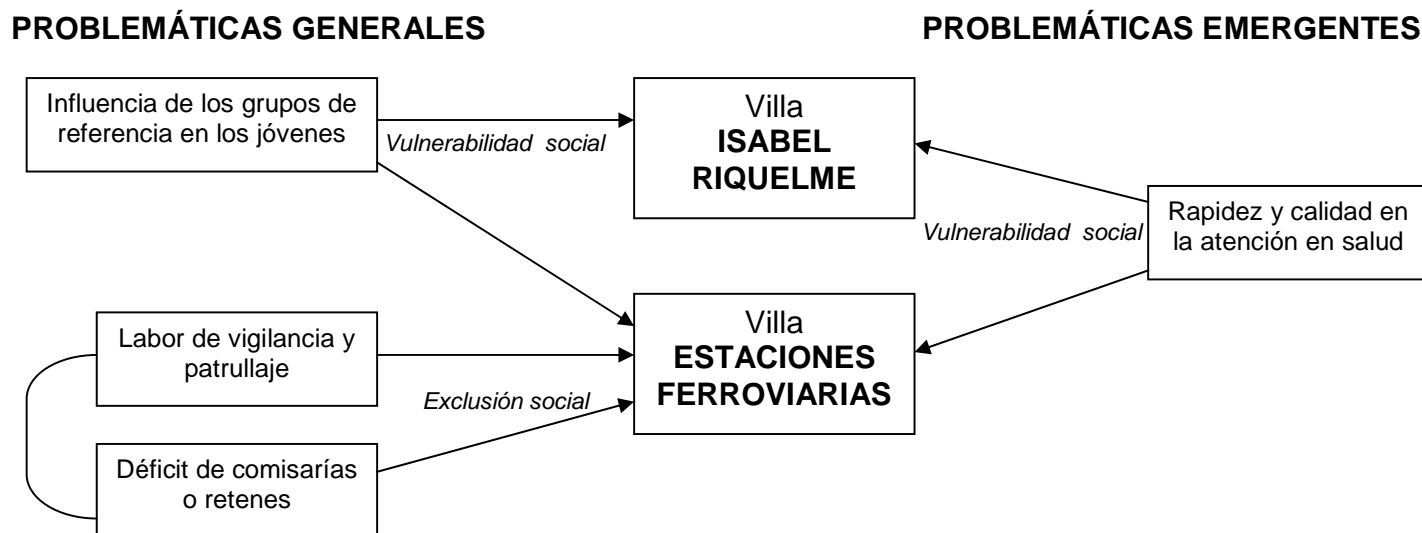 PROBLEMÁTICAS GENERALES
PROBLEMÁTICAS EMERGENTES
Influencia de los grupos de
referencia en los jóvenes
Vulnerabilidad social
Villa
ISABEL
RIQUELME
Vulnerabilidad social
Rapidez y calidad en
la atención en salud
Labor de vigilancia y
patrullaje
Exclusión social
Villa
ESTACIONES
FERROVIARIAS
Déficit de comisarías
o retenes